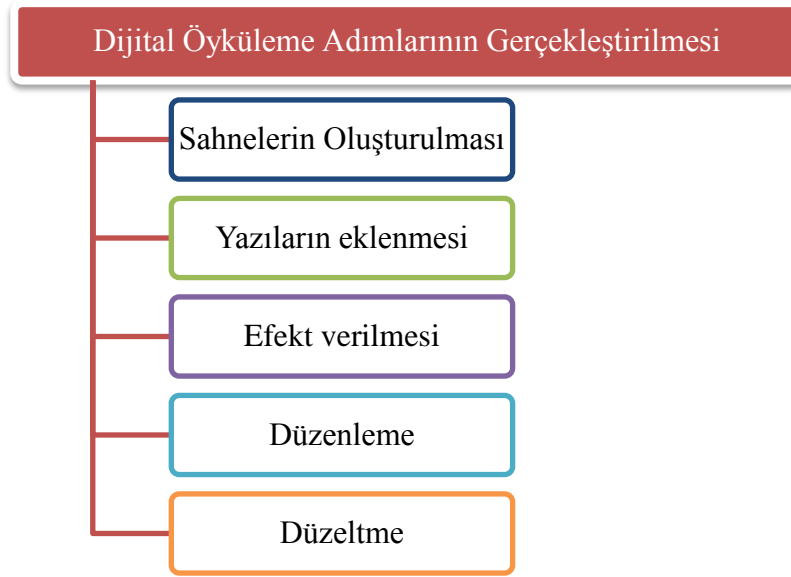 Dijital Öyküleme Adımlarının Gerçekleştirilmesi
Sahnelerin Oluşturulması
Yazıların eklenmesi
Efekt verilmesi
Düzenleme
Düzeltme